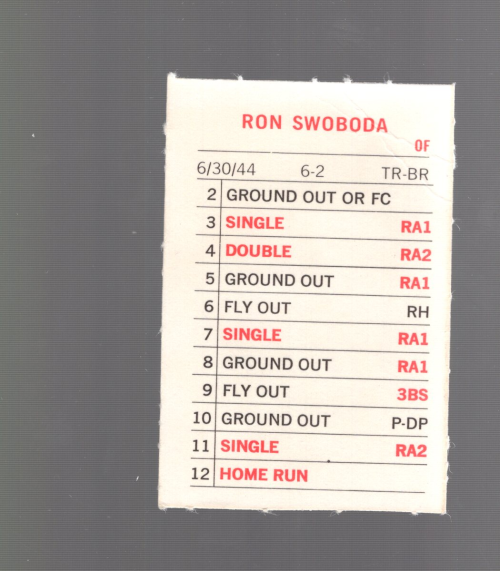 RON SWOBODA
OF
6/30/44 6-2 TR-BR
2 GROUND OUT OR FC
3 SINGLE RA1
4 DOUBLE RA2
5 GROUND OUT RA1
6 FLY OUT RH
7 SINGLE RA1
8 GROUND OUT RA1
9 FLY OUT 3BS
10 GROUND OUT P-DP
11 SINGLE RA2
12 HOME RUN